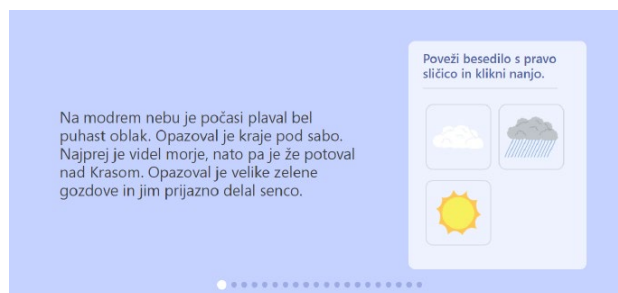 Na modrem nebu je počasi plaval bel
puhast oblak. Opazoval je kraje pod sabo.
Najprej je videl morje, nato pa je že potoval
nad Krasom. Opazoval je velike zelene
gozdove in jim prijazno delal senco.
Poveži besedilo s pravo
sličico in klikni nanjo.